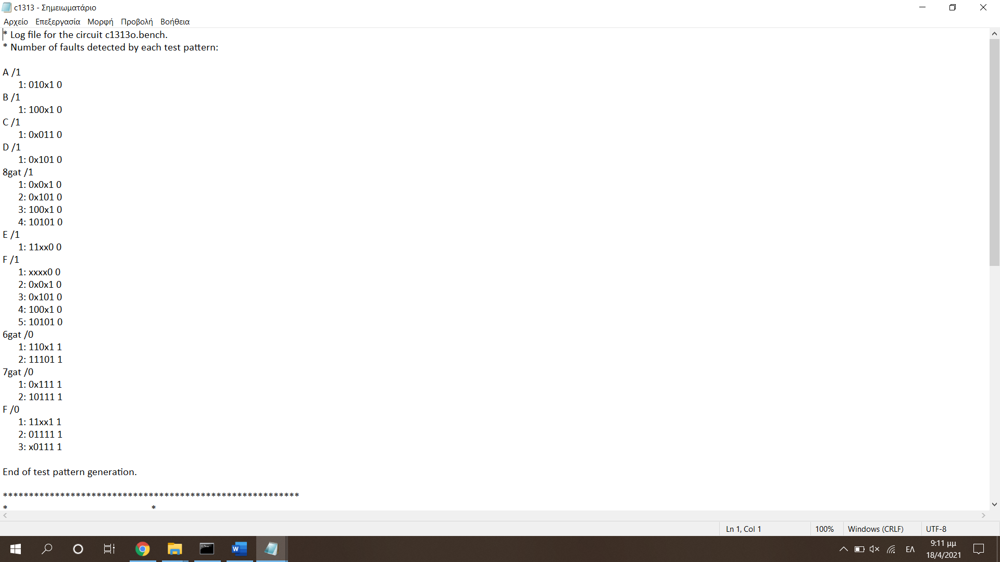 c1313 - Σημειωματάριο
Αρχείο Επεξεργασία Μορφή Προβολή Βοήθεια
* Log file for the circuit c1313o.bench.
* Number of faults detected by each test pattern:
A /1
1: 010x1 0
B /1
1: 100x1 0
C /1
1: 0x011 0
D /1
1: 0x101 0
8gat /1
1: 0x0x1 0
2: 0x101 0
3: 100x1 0
4: 10101 0
E /1
1: 11xx0 0
F /1
1: xxxx0 0
2: 0x0x1 0
3: 0x101 0
4: 100x1 0
5: 10101 0
6gat /0
1: 110x1 1
2: 11101 1
7gat /0
1: 0x111 1
2: 10111 1
F /0
1: 11xx1 1
2: 01111 1
3: x0111 1
End of test pattern generation.
*********************************************************
* *
Ln 1, Col 1 100% Windows (CRLF) UTF-8
ΕΛ 9:11 μμ
18/4/2021